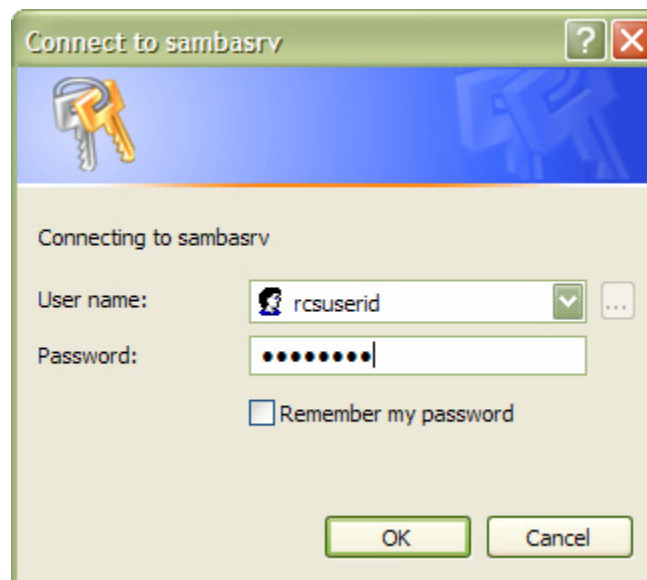 Connect to sambasrv
?
Connecting to sambasrv
User name: rcsuserid ...
Password: ••••••••
Remember my password
OK Cancel